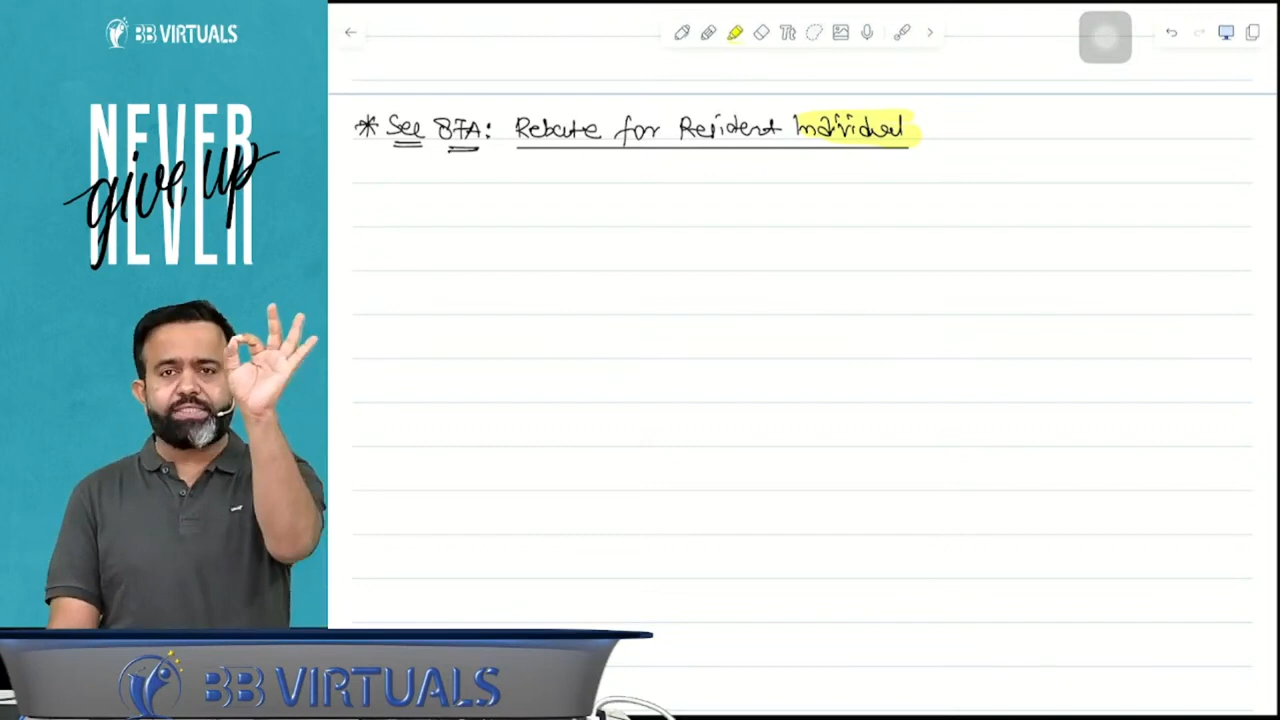 BB VIRTUALS
NEVER
give up
NEVER
* Sec 87A: Rebate for Resident Individual
BB VIRTUALS